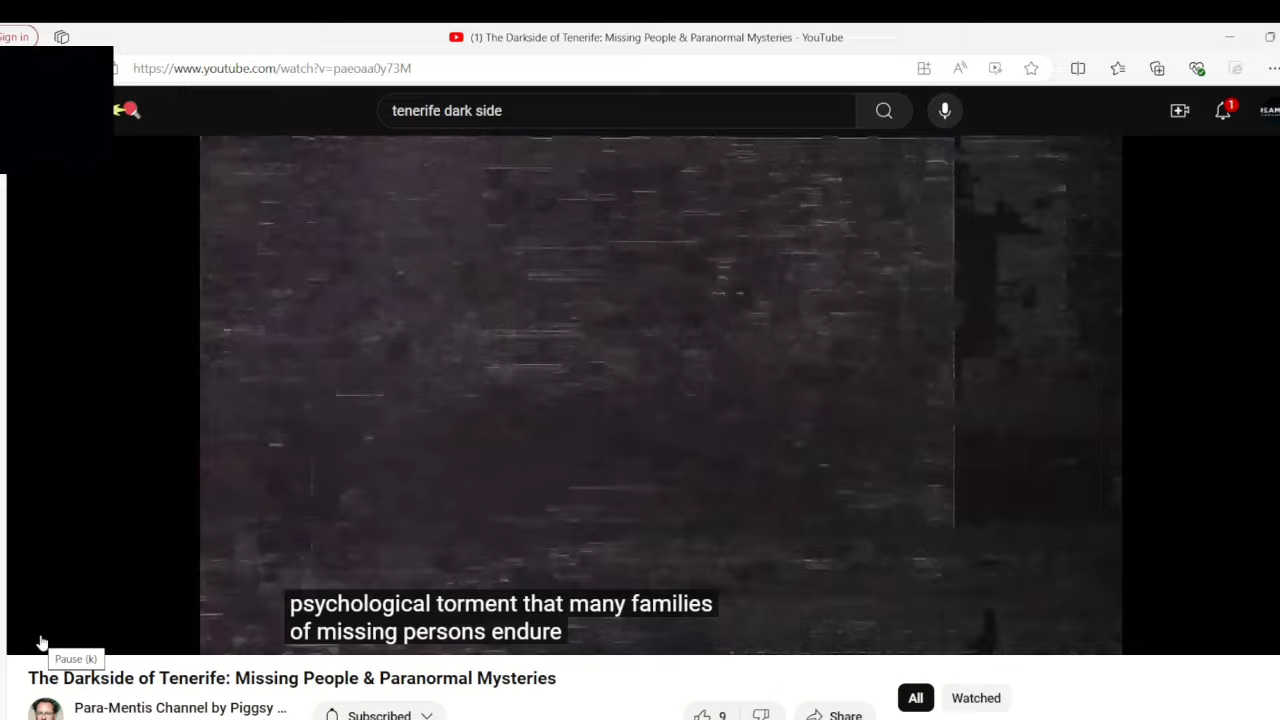 Sign in
(1) The Darkside of Tenerife: Missing People & Paranormal Mysteries - YouTube
https://www.youtube.com/watch?v=paeoaa0y73M
tenerife dark side
1
psychological torment that many families
of missing persons endure
Pause (k)
The Darkside of Tenerife: Missing People & Paranormal Mysteries
All
Watched
Para-Mentis Channel by Piggsy ...
Subscribed
9
Share